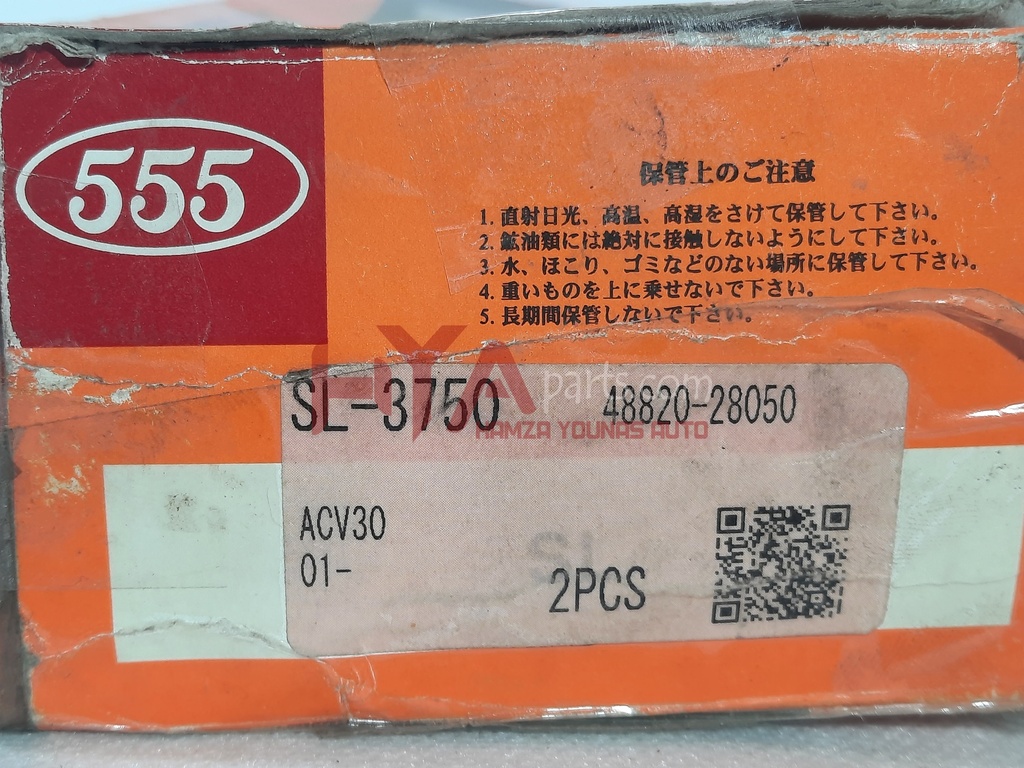 555
保管上のご注意
1. 直射日光、高温、高湿をさけて保管して下さい。
2. 鉱油類には絶対に接触しないようにして下さい。
3. 水、ほこり、ゴミなどのない場所に保管して下さい。
4. 重いものを上に乗せないで下さい。
5. 長期間保管しないで下さい。
HYAparts.com
HAMZA YOUNAS AUTO
SL-3750 48820-28050
ACV30
01-
2PCS